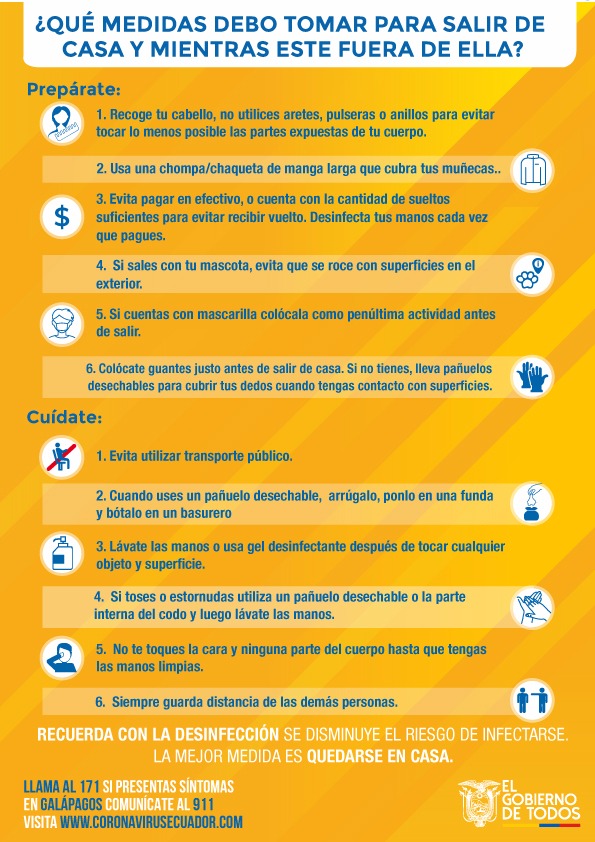 ¿QUÉ MEDIDAS DEBO TOMAR PARA SALIR DE
CASA Y MIENTRAS ESTE FUERA DE ELLA?
Prepárate:
1. Recoge tu cabello, no utilices aretes, pulseras o anillos para evitar
tocar lo menos posible las partes expuestas de tu cuerpo.
2. Usa una chompa/chaqueta de manga larga que cubra tus muñecas..
3. Evita pagar en efectivo, o cuenta con la cantidad de sueltos
suficientes para evitar recibir vuelto. Desinfecta tus manos cada vez
que pagues.
$
4. Si sales con tu mascota, evita que se roce con superficies en el
exterior.
5. Si cuentas con mascarilla colócala como penúltima actividad antes
de salir.
6. Colócate guantes justo antes de salir de casa. Si no tienes, lleva pañuelos
desechables para cubrir tus dedos cuando tengas contacto con superficies.
Cuídate:
1. Evita utilizar transporte público.
2. Cuando uses un pañuelo desechable, arrúgalo, ponlo en una funda
y bótalo en un basurero
3. Lávate las manos o usa gel desinfectante después de tocar cualquier
objeto y superficie.
4. Si toses o estornudas utiliza un pañuelo desechable o la parte
interna del codo y luego lávate las manos.
5. No te toques la cara y ninguna parte del cuerpo hasta que tengas
las manos limpias.
6. Siempre guarda distancia de las demás personas.
RECUERDA CON LA DESINFECCIÓN SE DISMINUYE EL RIESGO DE INFECTARSE.
LA MEJOR MEDIDA ES QUEDARSE EN CASA.
LLAMA AL 171 SI PRESENTAS SÍNTOMAS
EN GALÁPAGOS COMUNÍCATE AL 911
VISITA WWW.CORONAVIRUSECUADOR.COM
EL
GOBIERNO
DE TODOS